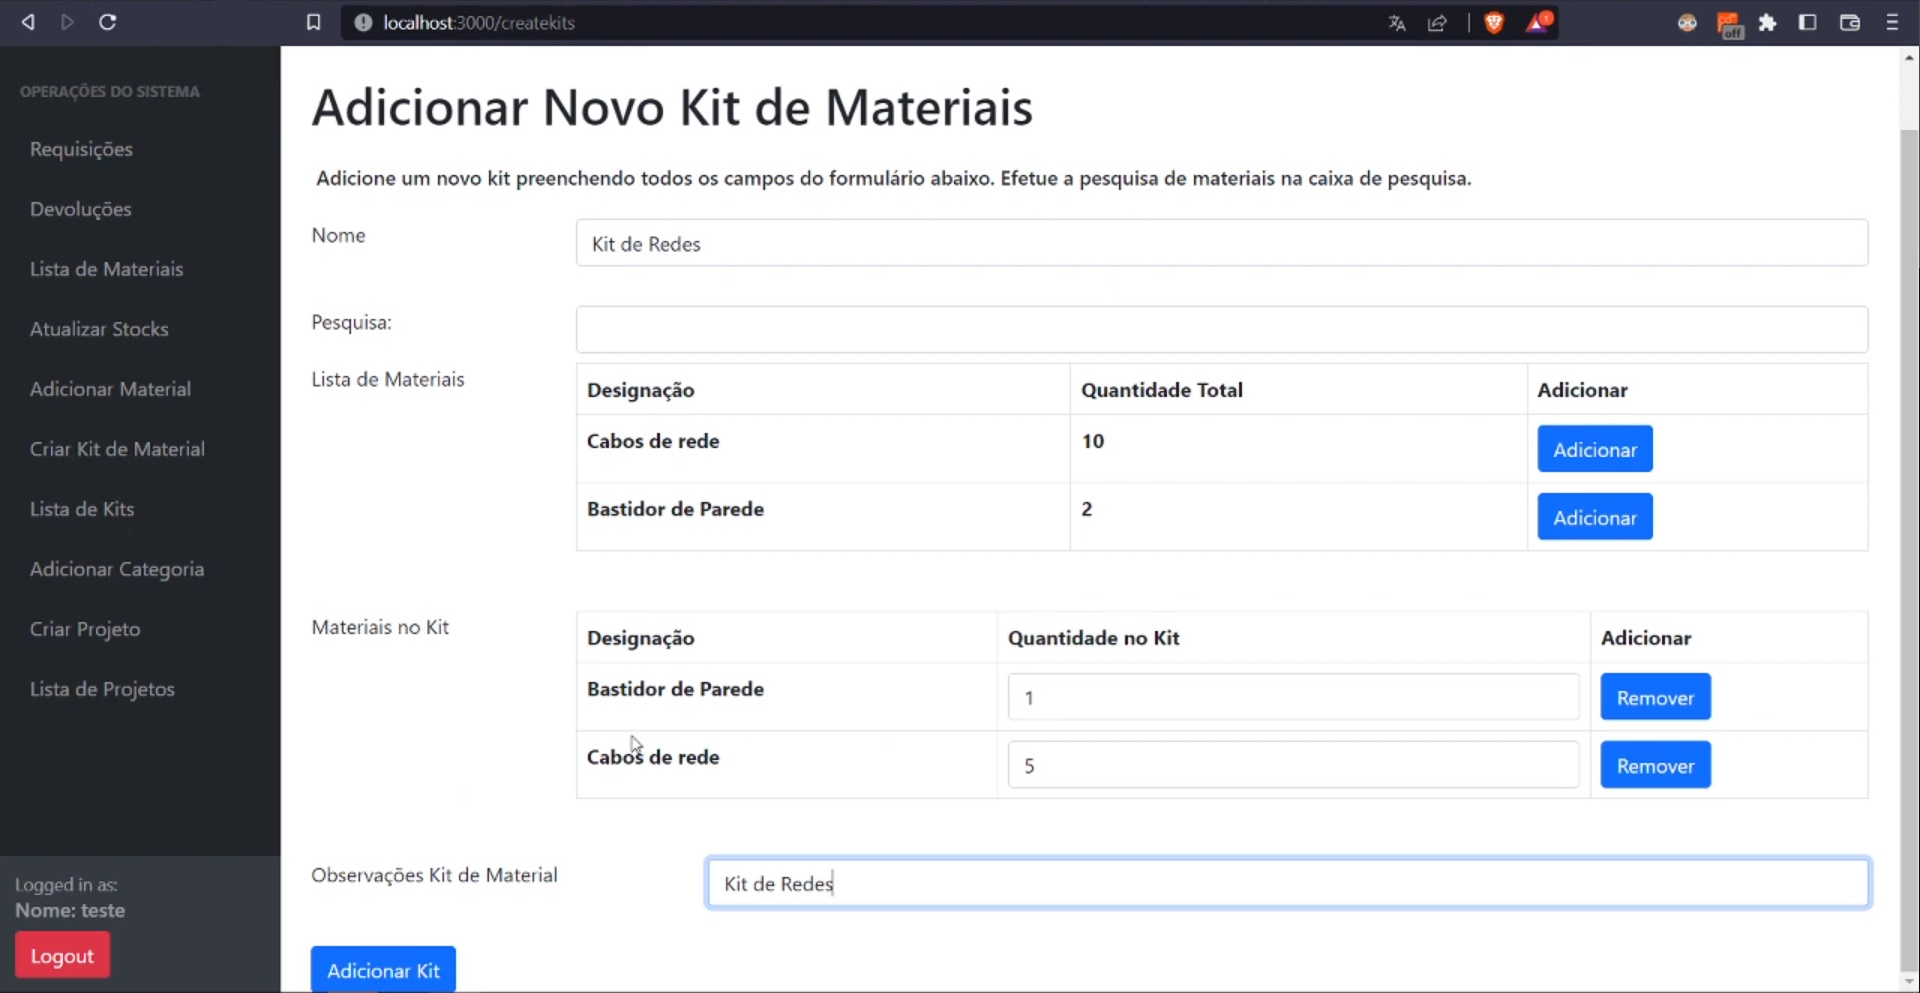 localhost:3000/createkits
1
off
OPERAÇÕES DO SISTEMA
Requisições
Devoluções
Lista de Materiais
Atualizar Stocks
Adicionar Material
Criar Kit de Material
Lista de Kits
Adicionar Categoria
Criar Projeto
Lista de Projetos
Logged in as:
Nome: teste
Logout
Adicionar Novo Kit de Materiais
Adicione um novo kit preenchendo todos os campos do formulário abaixo. Efetue a pesquisa de materiais na caixa de pesquisa.
Nome
Kit de Redes
Pesquisa:
Lista de Materiais
Designação Quantidade Total Adicionar
Cabos de rede 10 Adicionar
Bastidor de Parede 2 Adicionar
Materiais no Kit
Designação Quantidade no Kit Adicionar
Bastidor de Parede 1 Remover
Cabos de rede 5 Remover
Observações Kit de Material Kit de Redes
Adicionar Kit